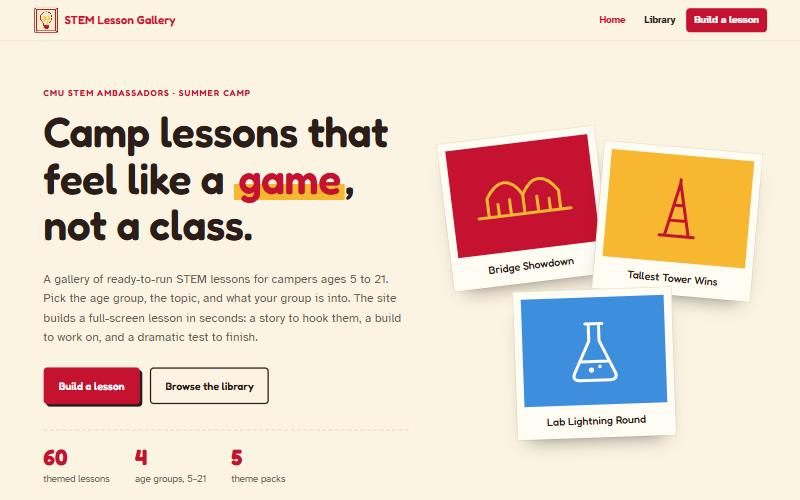 STEM Lesson Gallery
Home
Library
Build a lesson
CMU STEM AMBASSADORS · SUMMER CAMP
Camp lessons that
feel like a game,
not a class.
A gallery of ready-to-run STEM lessons for campers ages 5 to 21.
Pick the age group, the topic, and what your group is into. The site
builds a full-screen lesson in seconds: a story to hook them, a build
to work on, and a dramatic test to finish.
Build a lesson
Browse the library
60
themed lessons
4
age groups, 5–21
5
theme packs
Bridge Showdown
Tallest Tower Wins
Lab Lightning Round